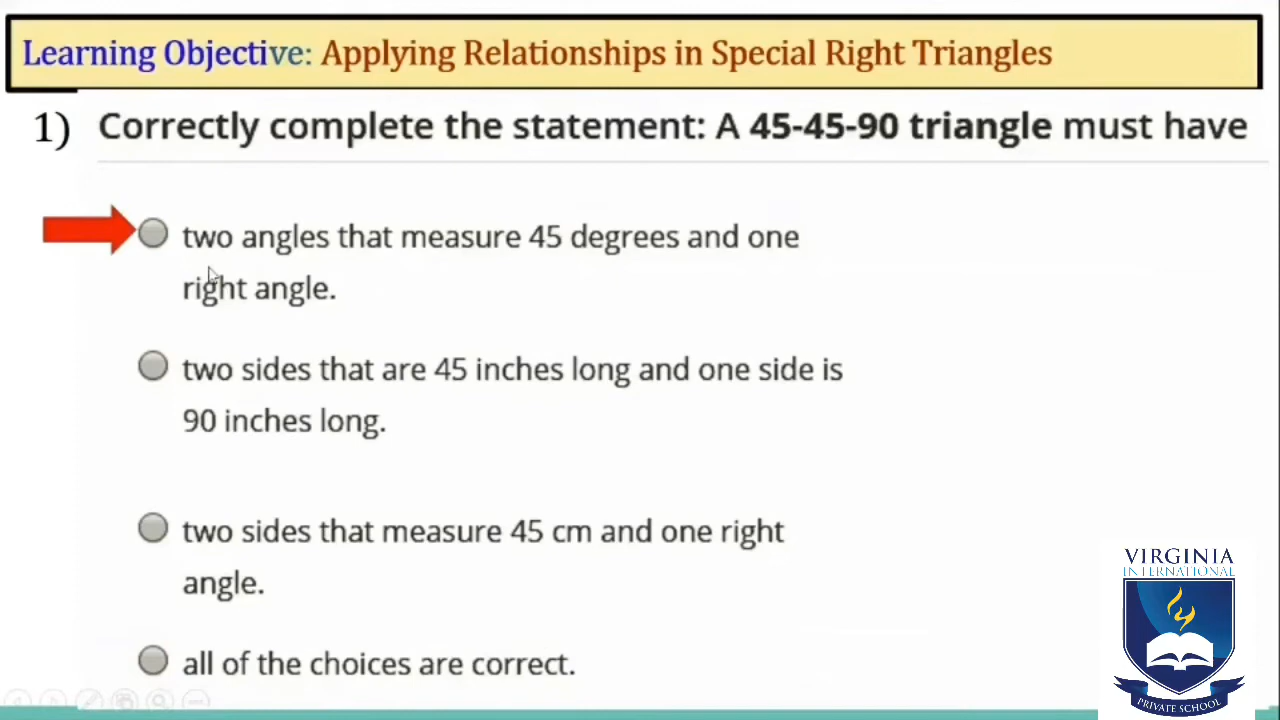 Learning Objective: Applying Relationships in Special Right Triangles
1) Correctly complete the statement: A 45-45-90 triangle must have
two angles that measure 45 degrees and one
right angle.
two sides that are 45 inches long and one side is
90 inches long.
two sides that measure 45 cm and one right
angle.
all of the choices are correct.
VIRGINIA
INTERNATIONAL
PRIVATE SCHOOL